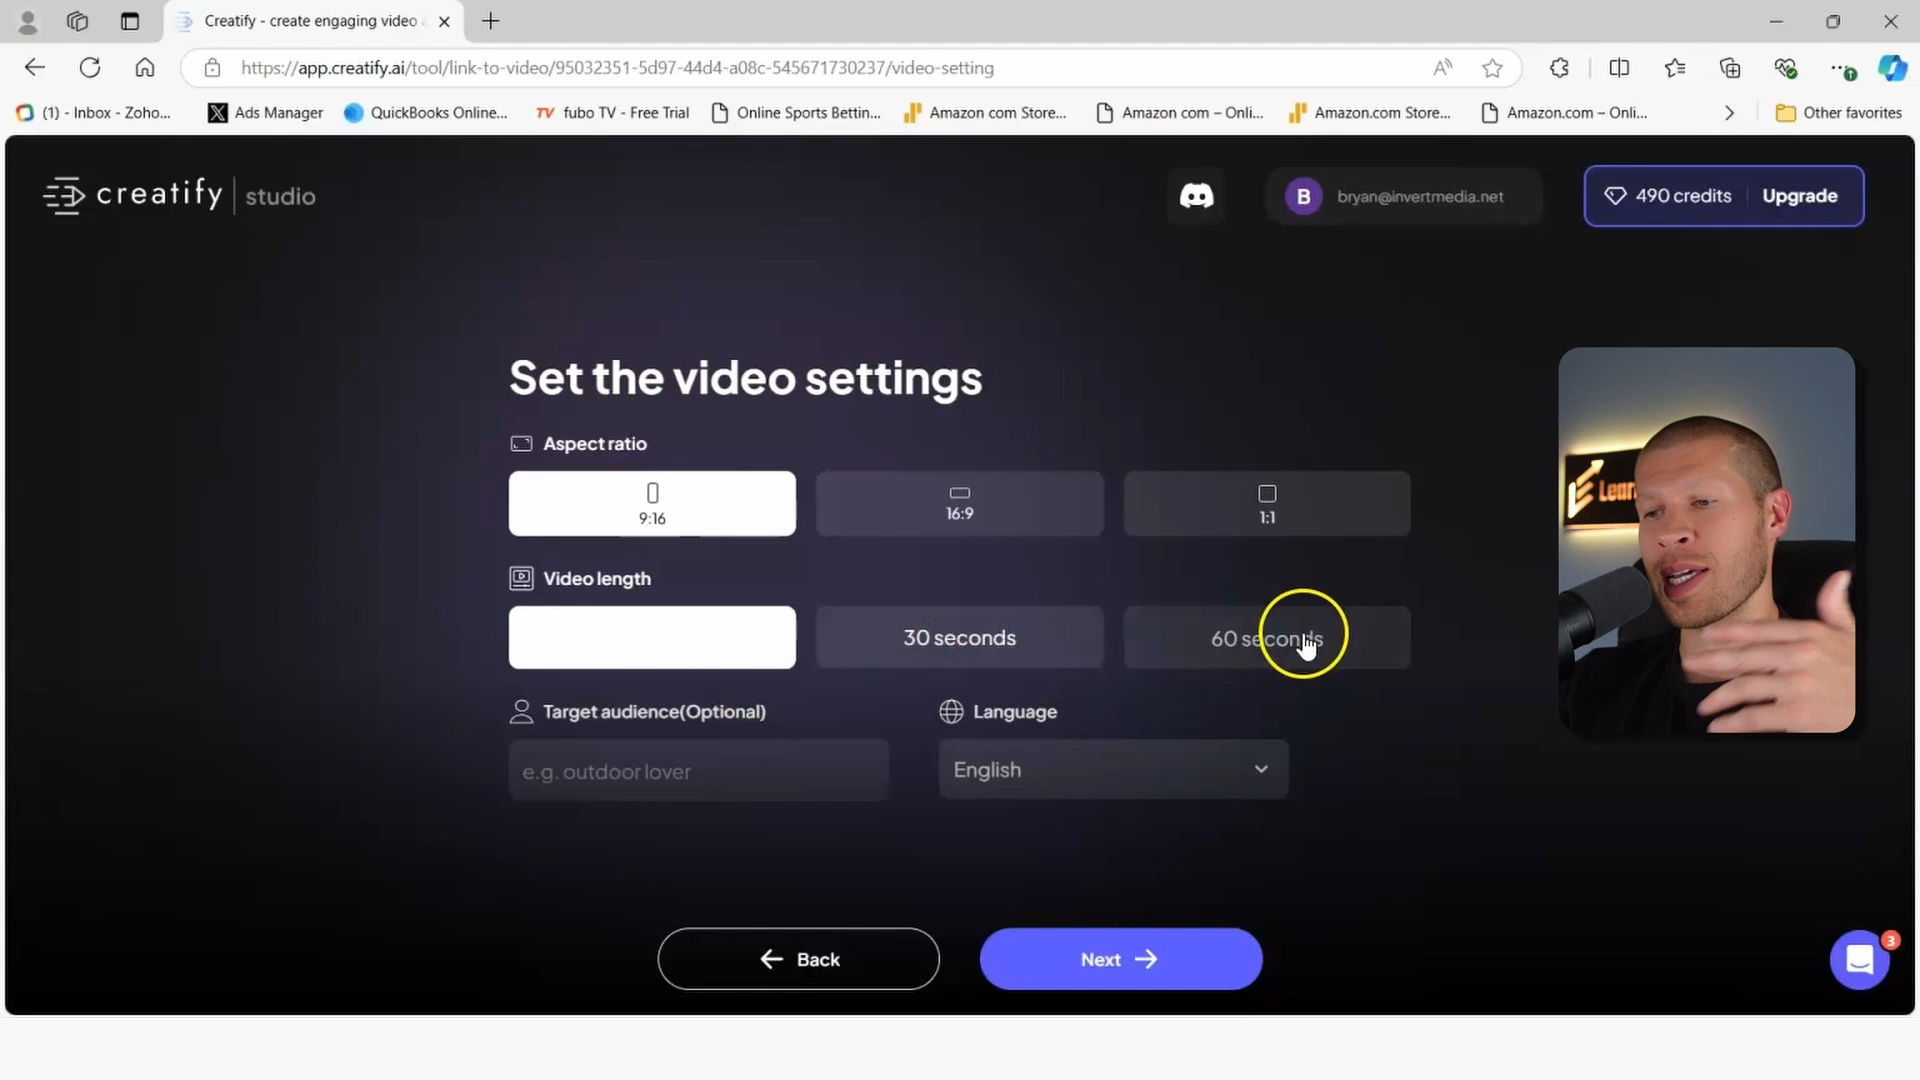 Creatify - create engaging video a
https://app.creatify.ai/tool/link-to-video/95032351-5d97-44d4-a08c-545671730237/video-setting
(1) - Inbox - Zoho...
Ads Manager
QuickBooks Online...
TV
fubo TV - Free Trial
Online Sports Bettin...
Amazon com Store...
Amazon com – Onli...
Amazon.com Store...
Amazon.com – Onli...
Other favorites
creatify
studio
B
bryan@invertmedia.net
490 credits
Upgrade
Set the video settings
Aspect ratio
9:16
16:9
1:1
Video length
30 seconds
60 seconds
Target audience(Optional)
Language
e.g. outdoor lover
English
Back
Next
3